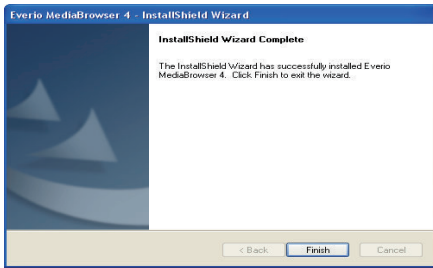 Everio MediaBrowser 4 - InstallShield Wizard
InstallShield Wizard Complete
The InstallShield Wizard has successfully installed Everio
MediaBrowser 4. Click Finish to exit the wizard.
< Back Finish Cancel